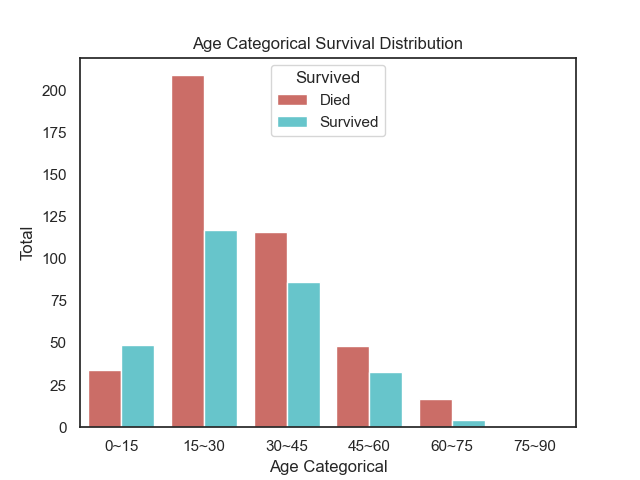 Age Categorical Survival Distribution
Survived
Died
Survived
200
175
150
125
100
75
50
25
0
Total
0~15 15~30 30~45 45~60 60~75 75~90
Age Categorical